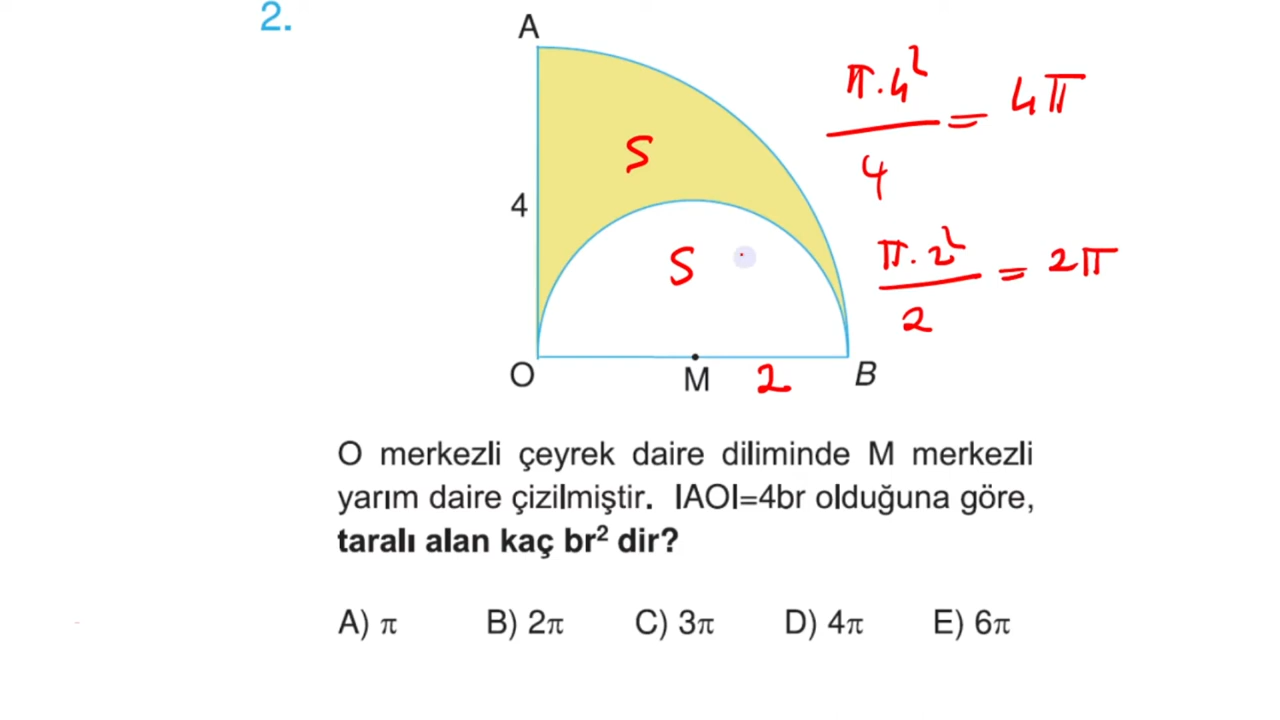 2.
A
π.4² / 4 = 4π
S
4
π.2² / 2 = 2π
S
O
M
2
B
O merkezli çeyrek daire diliminde M merkezli
yarım daire çizilmiştir. IAOI=4br olduğuna göre,
taralı alan kaç br² dir?
A) π B) 2π C) 3π D) 4π E) 6π